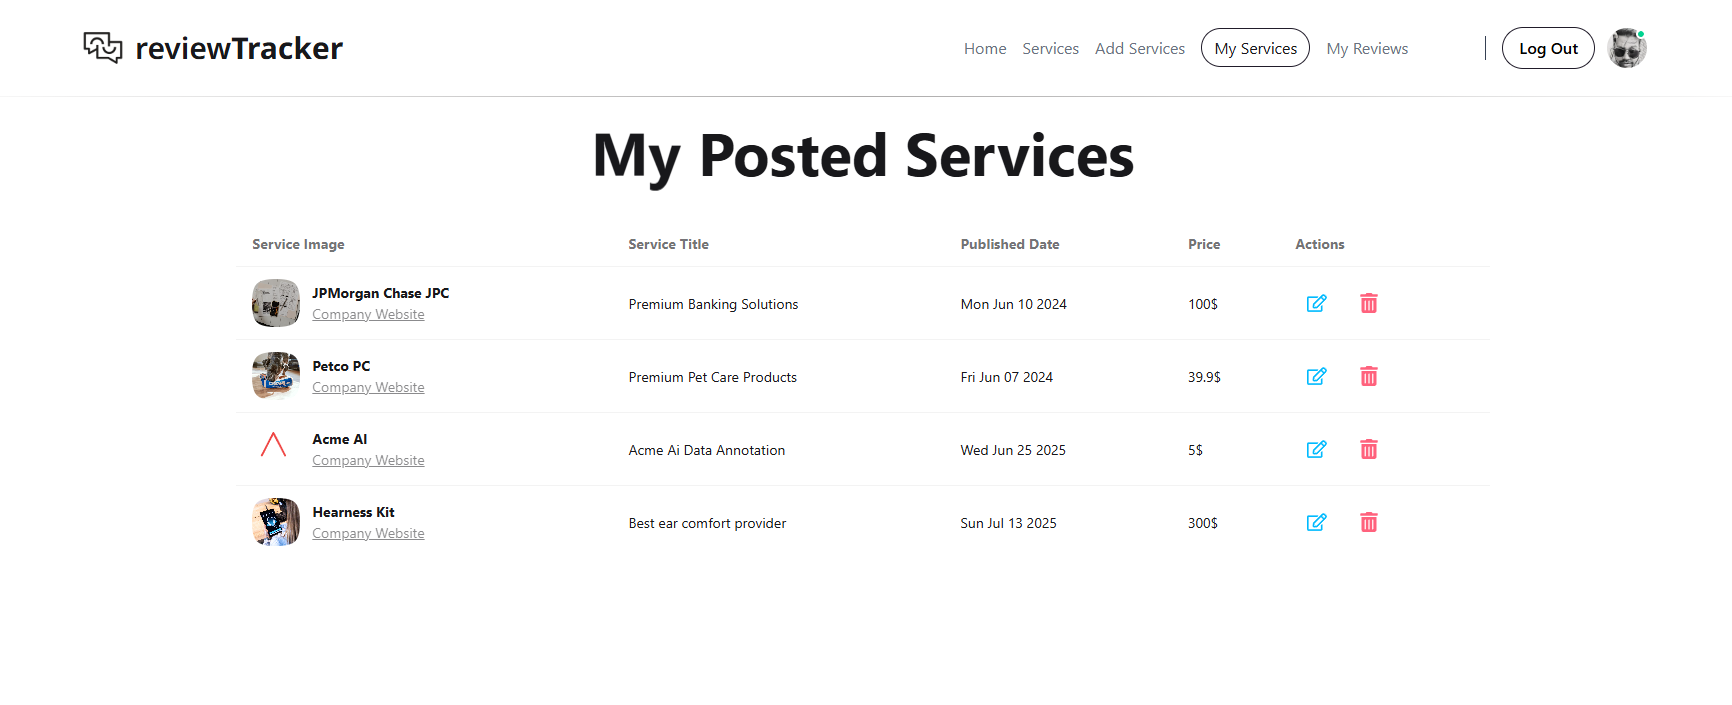 reviewTracker
Home Services Add Services My Services My Reviews Log Out
My Posted Services
Service Image Service Title Published Date Price Actions
JPMorgan Chase JPC
Company Website
Premium Banking Solutions Mon Jun 10 2024 100$
Petco PC
Company Website
Premium Pet Care Products Fri Jun 07 2024 39.9$
Acme AI
Company Website
Acme Ai Data Annotation Wed Jun 25 2025 5$
Hearness Kit
Company Website
Best ear comfort provider Sun Jul 13 2025 300$